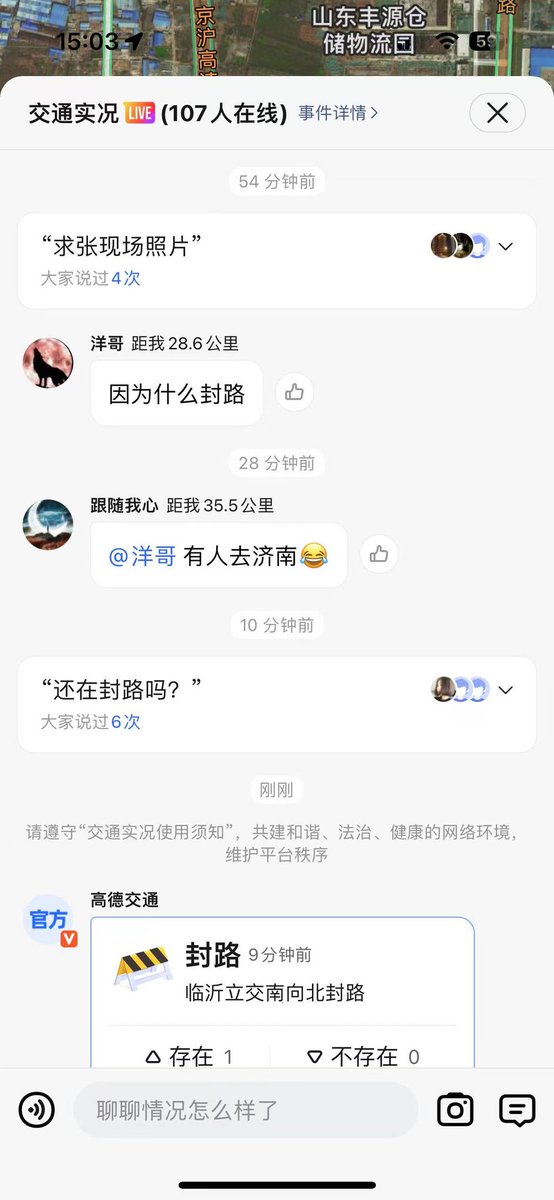 京沪高速
山东丰源仓
储物流园
路
15:03
5
交通实况 LIVE (107人在线) 事件详情
54 分钟前
“求张现场照片”
大家说过4次
洋哥 距我28.6公里
因为什么封路
28 分钟前
跟随我心 距我35.5公里
@洋哥 有人去济南😂
10 分钟前
“还在封路吗？”
大家说过6次
刚刚
请遵守“交通实况使用须知”，共建和谐、法治、健康的网络环境，
维护平台秩序
高德交通
官方
V
封路 9分钟前
临沂立交南向北封路
存在 1
不存在 0
聊聊情况怎么样了